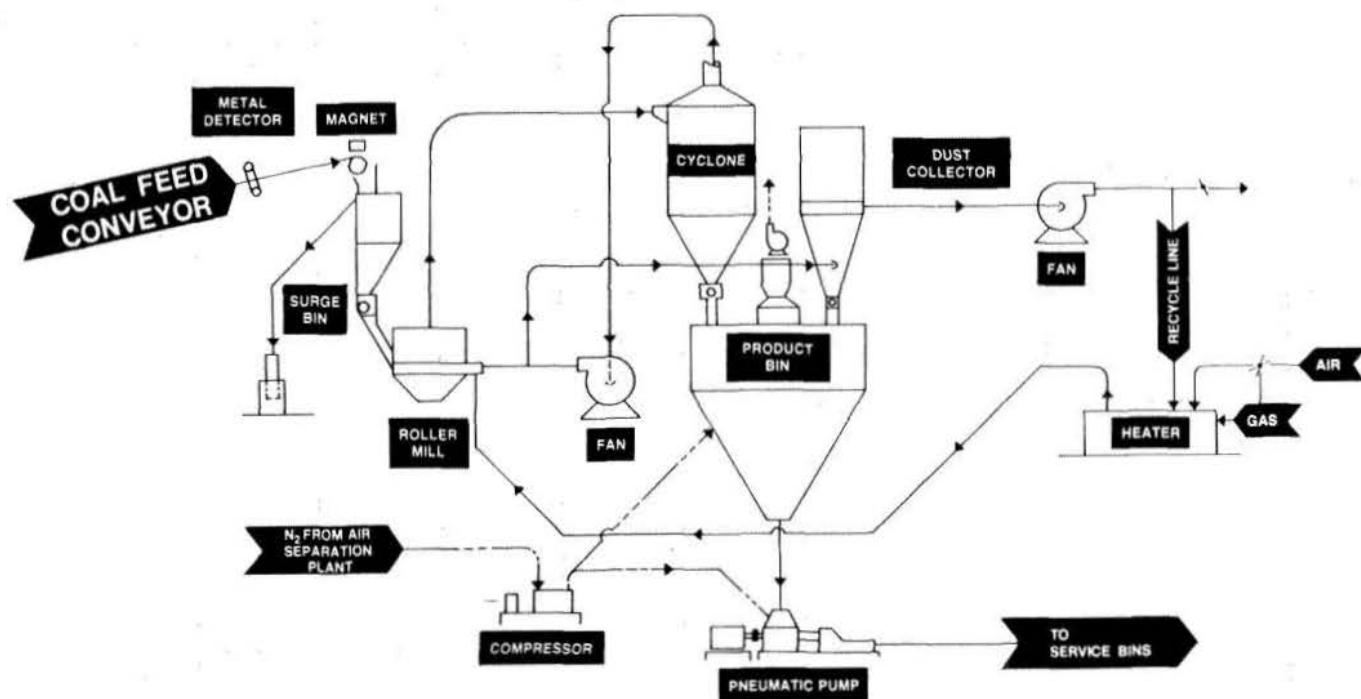 METAL
DETECTOR
MAGNET
COAL FEED
CONVEYOR
SURGE
BIN
ROLLER
MILL
CYCLONE
DUST
COLLECTOR
FAN
PRODUCT
BIN
FAN
RECYCLE LINE
AIR
GAS
HEATER
N₂ FROM AIR
SEPARATION
PLANT
COMPRESSOR
PNEUMATIC PUMP
TO
SERVICE BINS